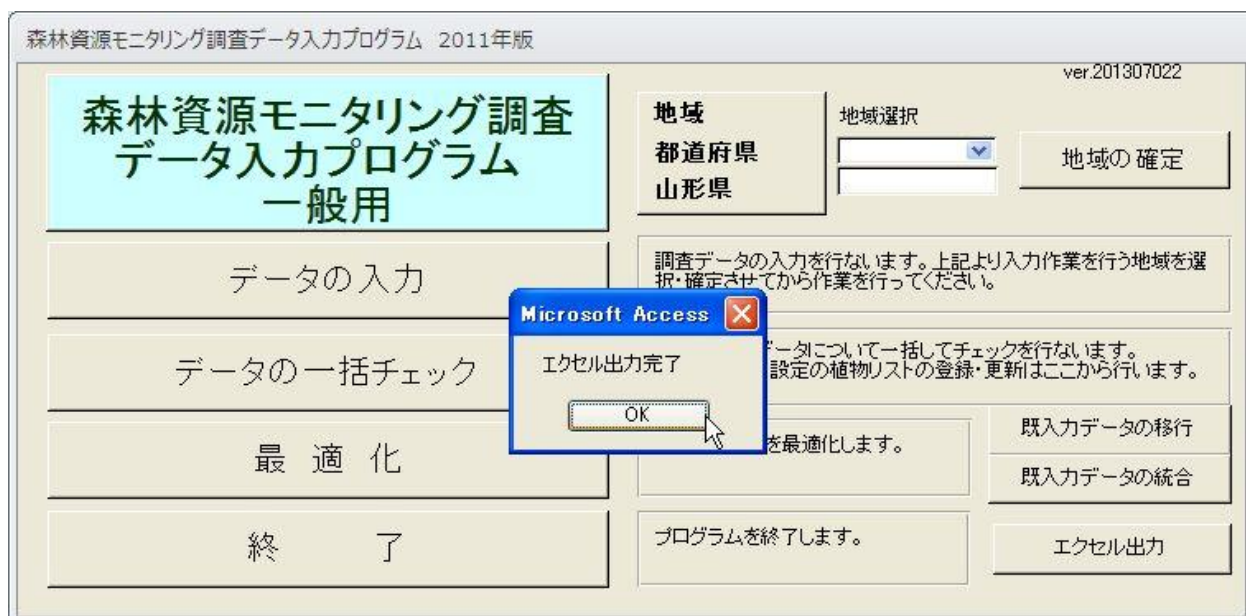 森林資源モニタリング調査データ入力プログラム 2011年版
ver.201307022
森林資源モニタリング調査
データ入力プログラム
一般用
地域
都道府県
山形県
地域選択
地域の確定
データの入力
調査データの入力を行ないます。上記より入力作業を行う地域を選
択・確定させてから作業を行ってください。
Microsoft Access
エクセル出力完了
OK
データの一括チェック
データについて一括してチェックを行ないます。
設定の植物リストの登録・更新はここから行います。
最 適 化
を最適化します。
既入力データの移行
既入力データの統合
終 了
プログラムを終了します。
エクセル出力